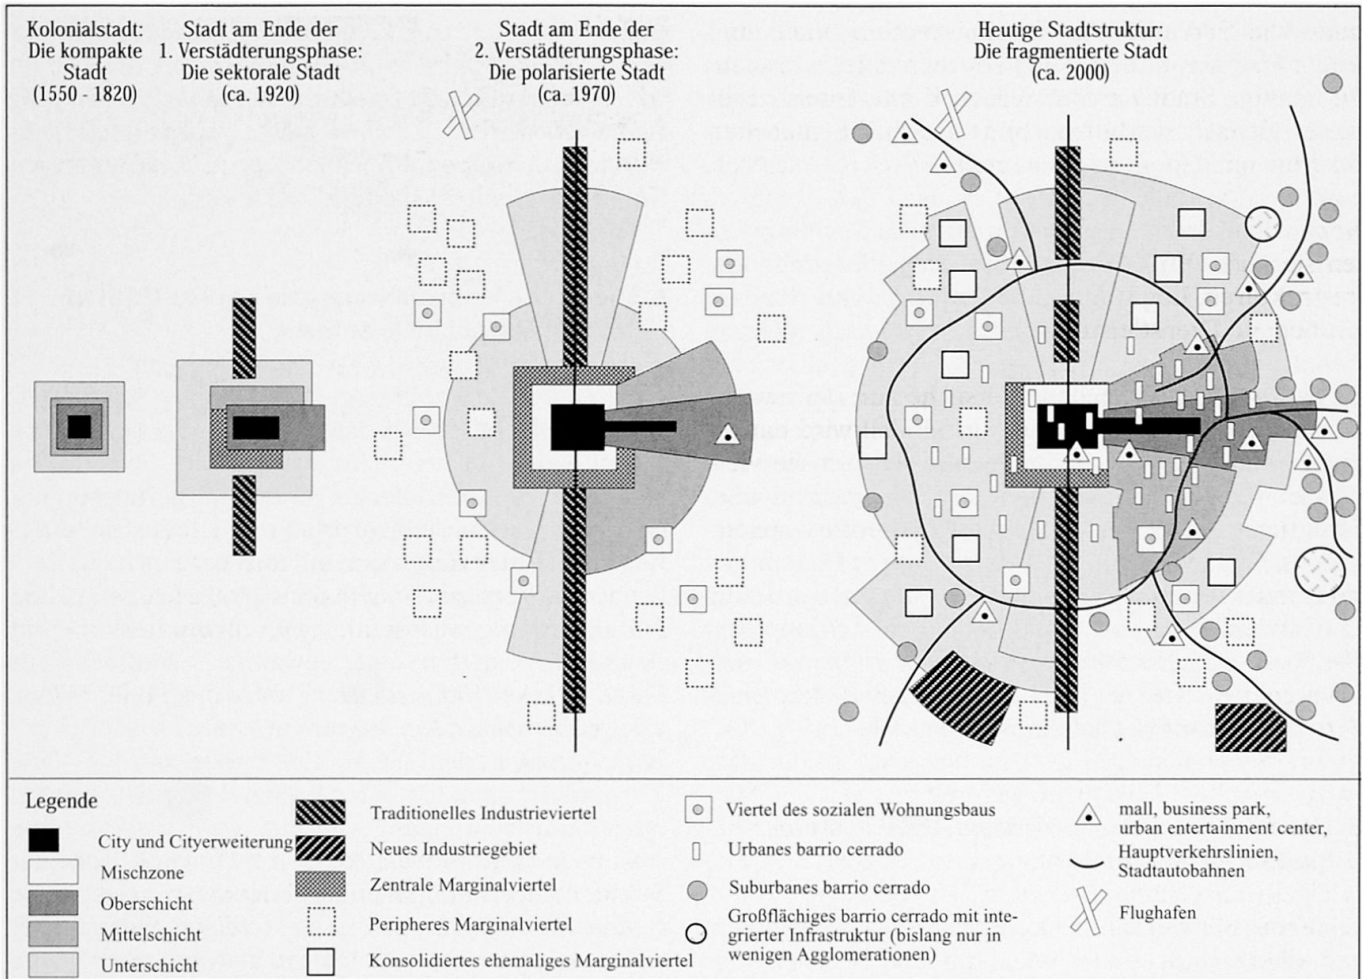 Kolonialstadt:
Die kompakte
Stadt
(1550 - 1820)
Stadt am Ende der
1. Verstädterungsphase:
Die sektorale Stadt
(ca. 1920)
Stadt am Ende der
2. Verstädterungsphase:
Die polarisierte Stadt
(ca.1970)
Heutige Stadtstruktur:
Die fragmentierte Stadt
(ca. 2000)
Legende
City und Cityerweiterung
Mischzone
Oberschicht
Mittelschicht
Unterschicht
Traditionelles Industrieviertel
Neues Industriegebiet
Zentrale Marginalviertel
Peripheres Marginalviertel
Konsolidiertes ehemaliges Marginalviertel
Viertel des sozialen Wohnungsbaus
Urbanes barrio cerrado
Suburbanes barrio cerrado
Großflächiges barrio cerrado mit inte-
grierter Infrastruktur (bislang nur in
wenigen Agglomerationen)
mall, business park,
urban entertainment center,
Hauptverkehrslinien,
Stadtautobahnen
Flughafen